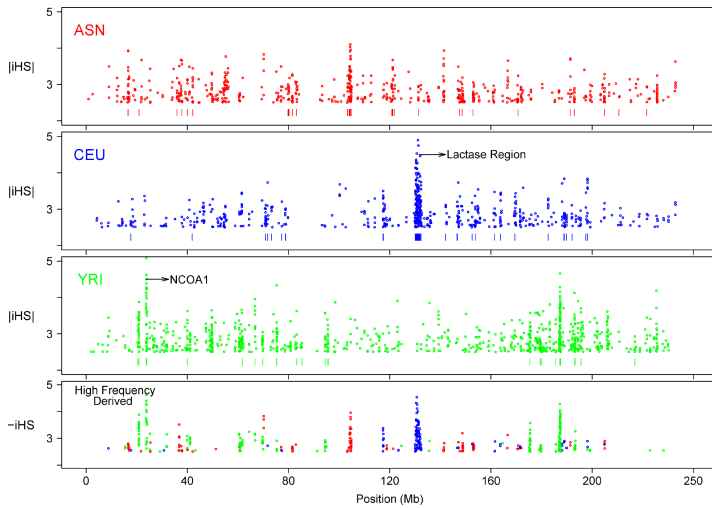 ASN
5
3
|iHS|
CEU
5
3
|iHS|
Lactase Region
YRI
5
3
|iHS|
NCOA1
High Frequency
Derived
5
3
−iHS
0 40 80 120 160 200 240
Position (Mb)